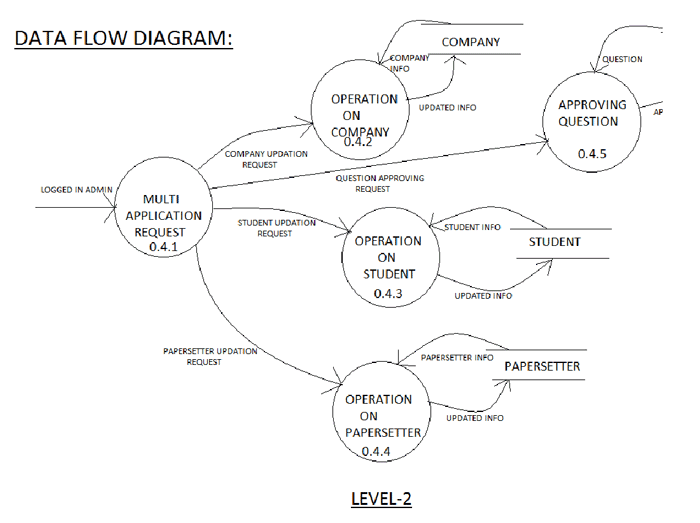 DATA FLOW DIAGRAM:
COMPANY
COMPANY
INFO
UPDATED INFO
OPERATION
ON
COMPANY
0.4.2
QUESTION
APPROVING
QUESTION
0.4.5
AP
COMPANY UPDATION
REQUEST
QUESTION APPROVING
REQUEST
LOGGED IN ADMIN
MULTI
APPLICATION
REQUEST
0.4.1
STUDENT UPDATION
REQUEST
OPERATION
ON
STUDENT
0.4.3
STUDENT INFO
STUDENT
UPDATED INFO
PAPERSETTER UPDATION
REQUEST
PAPERSETTER INFO
PAPERSETTER
UPDATED INFO
OPERATION
ON
PAPERSETTER
0.4.4
LEVEL-2